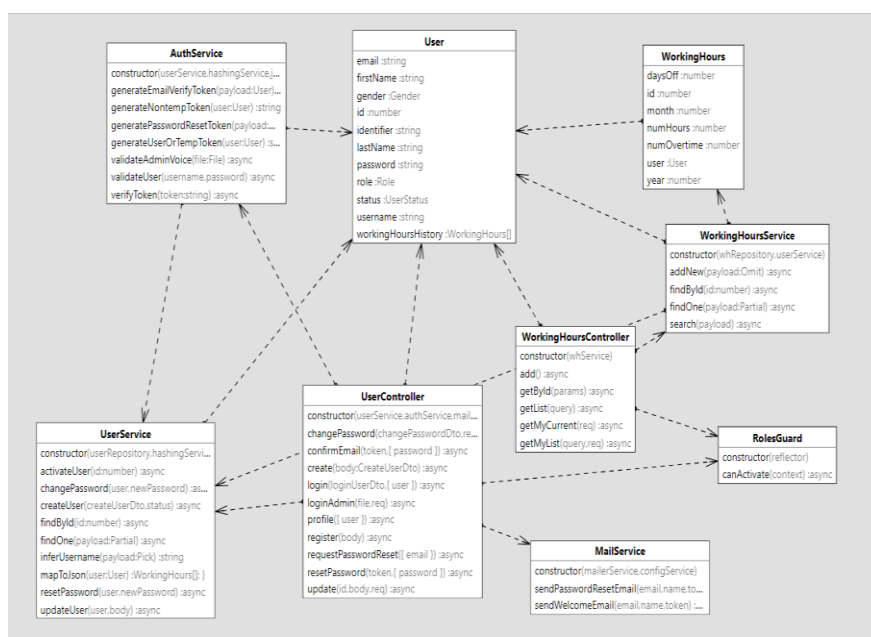 AuthService
constructor(userService,hashingService,j...
generateEmailVerifyToken(payload:User)...
generateNontempToken(user:User) :string
generatePasswordResetToken(payload:...
generateUserOrTempToken(user:User) :s...
validateAdminVoice(file:File) :async
validateUser(username,password) :async
verifyToken(token:string) :async
User
email :string
firstName :string
gender :Gender
id :number
identifier :string
lastName :string
password :string
role :Role
status :UserStatus
username :string
workingHoursHistory :WorkingHours[]
WorkingHours
daysOff :number
id :number
month :number
numHours :number
numOvertime :number
user :User
year :number
WorkingHoursService
constructor(whRepository,userService)
addNew(payload:Omit) :async
findById(id:number) :async
findOne(payload:Partial) :async
search(payload) :async
WorkingHoursController
constructor(whService)
add() :async
getById(params) :async
getList(query) :async
getMyCurrent(req) :async
getMyList(query,req) :async
UserController
constructor(userService,authService,mail...
changePassword(changePasswordDto,re...
confirmEmail(token,{ password }) :async
create(body:CreateUserDto) :async
login(loginUserDto,{ user }) :async
loginAdmin(file,req) :async
profile({ user }) :async
register(body) :async
requestPasswordReset({ email }) :async
resetPassword(token,{ password }) :async
update(id,body,req) :async
UserService
constructor(userRepository,hashingServi...
activateUser(id:number) :async
changePassword(user,newPassword) :as...
createUser(createUserDto,status) :async
findById(id:number) :async
findOne(payload:Partial) :async
inferUsername(payload:Pick) :string
mapToJson(user:User) :WorkingHours[]; }
resetPassword(user,newPassword) :async
updateUser(user,body) :async
RolesGuard
constructor(reflector)
canActivate(context) :async
MailService
constructor(mailerService,configService)
sendPasswordResetEmail(email,name,to...
sendWelcomeEmail(email,name,token) :...